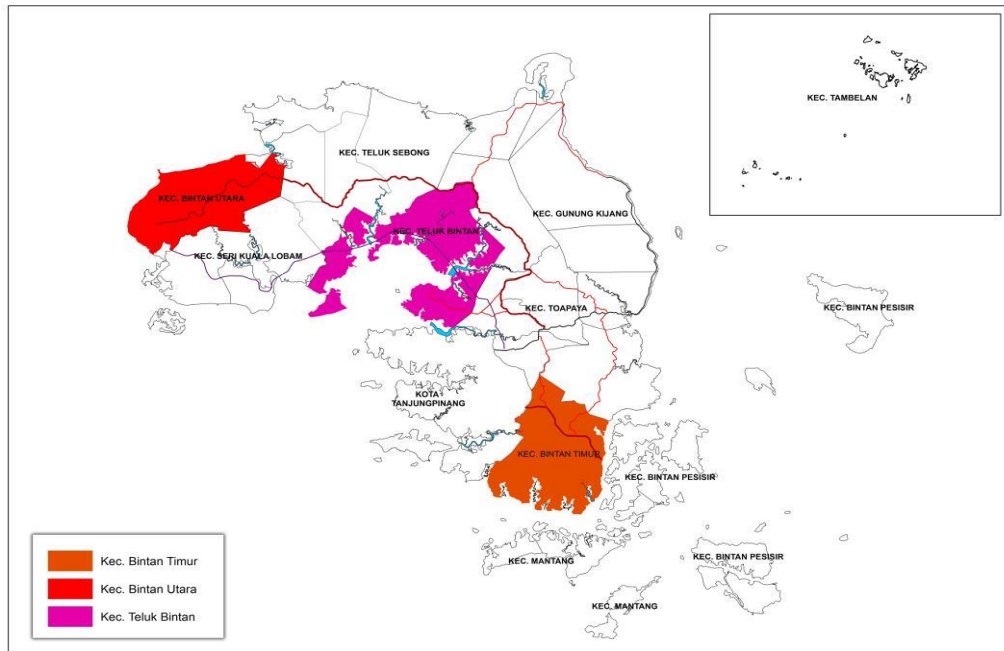 KEC. TAMBELAN
KEC. TELUK SEBONG
KEC. BINTAN UTARA
KEC. GUNUNG KIJANG
KEC. TELUK BINTAN
KEC. SERI KUALA LOBAM
KEC. TOAPAYA
KEC. BINTAN PESISIR
KOTA
TANJUNGPINANG
KEC. BINTAN TIMUR
KEC. BINTAN PESISIR
KEC. MANTANG
KEC. BINTAN PESISIR
KEC. MANTANG
Kec. Bintan Timur
Kec. Bintan Utara
Kec. Teluk Bintan